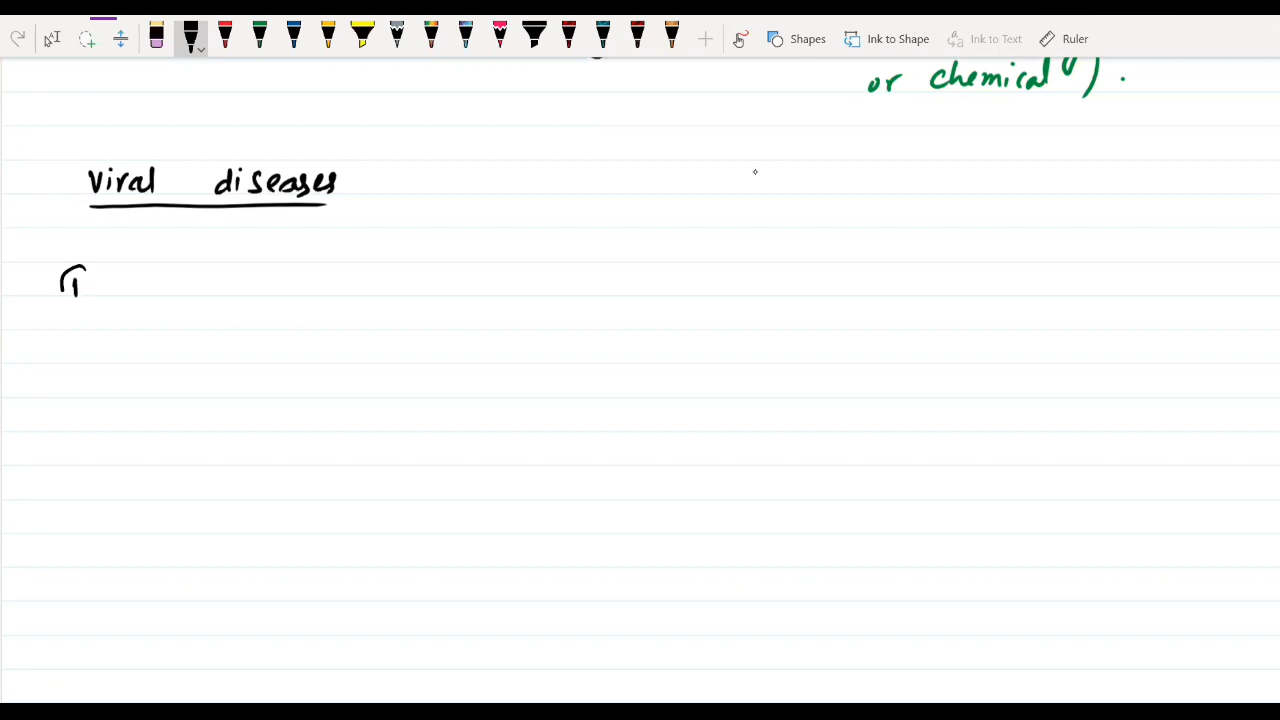 Shapes Ink to Shape Ink to Text Ruler
or chemical).
Viral diseases